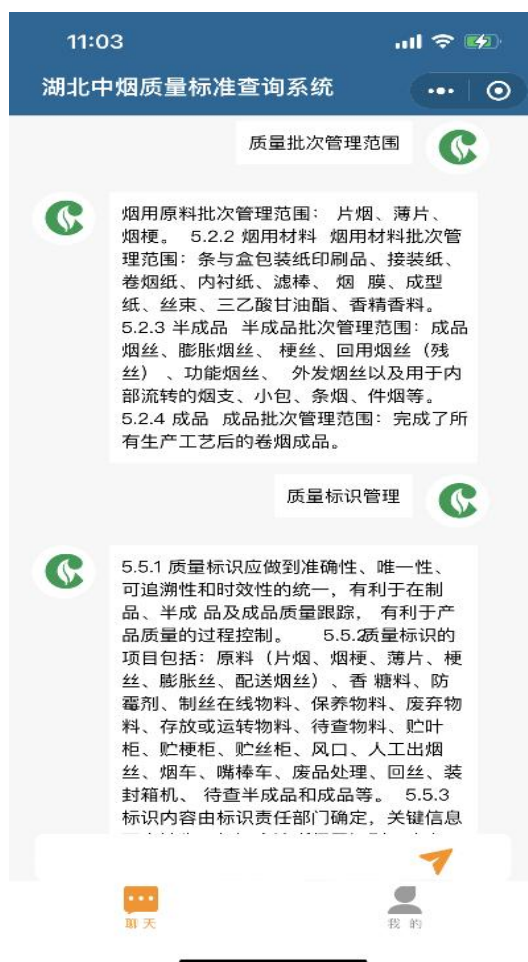 11:03
湖北中烟质量标准查询系统
质量批次管理范围
烟用原料批次管理范围： 片烟、薄片、
烟梗。 5.2.2 烟用材料 烟用材料批次管
理范围：条与盒包装纸印刷品、接装纸、
卷烟纸、内衬纸、滤棒、 烟 膜、成型
纸、丝束、三乙酸甘油酯、香精香料。
5.2.3 半成品 半成品批次管理范围：成品
烟丝、膨胀烟丝、 梗丝、回用烟丝（残
丝） 、功能烟丝、 外发烟丝以及用于内
部流转的烟支、小包、条烟、件烟等。
5.2.4 成品 成品批次管理范围：完成了所
有生产工艺后的卷烟成品。
质量标识管理
5.5.1 质量标识应做到准确性、唯一性、
可追溯性和时效性的统一，有利于在制
品、半成 品及成品质量跟踪， 有利于产
品质量的过程控制。 5.5.2质量标识的
项目包括：原料（片烟、烟梗、薄片、梗
丝、膨胀丝、配送烟丝）、香 糖料、防
霉剂、制丝在线物料、保养物料、废弃物
料、存放或运转物料、待查物料、贮叶
柜、贮梗柜、贮丝柜、风口、人工出烟
丝、烟车、嘴棒车、废品处理、回丝、装
封箱机、 待查半成品和成品等。 5.5.3
标识内容由标识责任部门确定，关键信息
聊天
我的